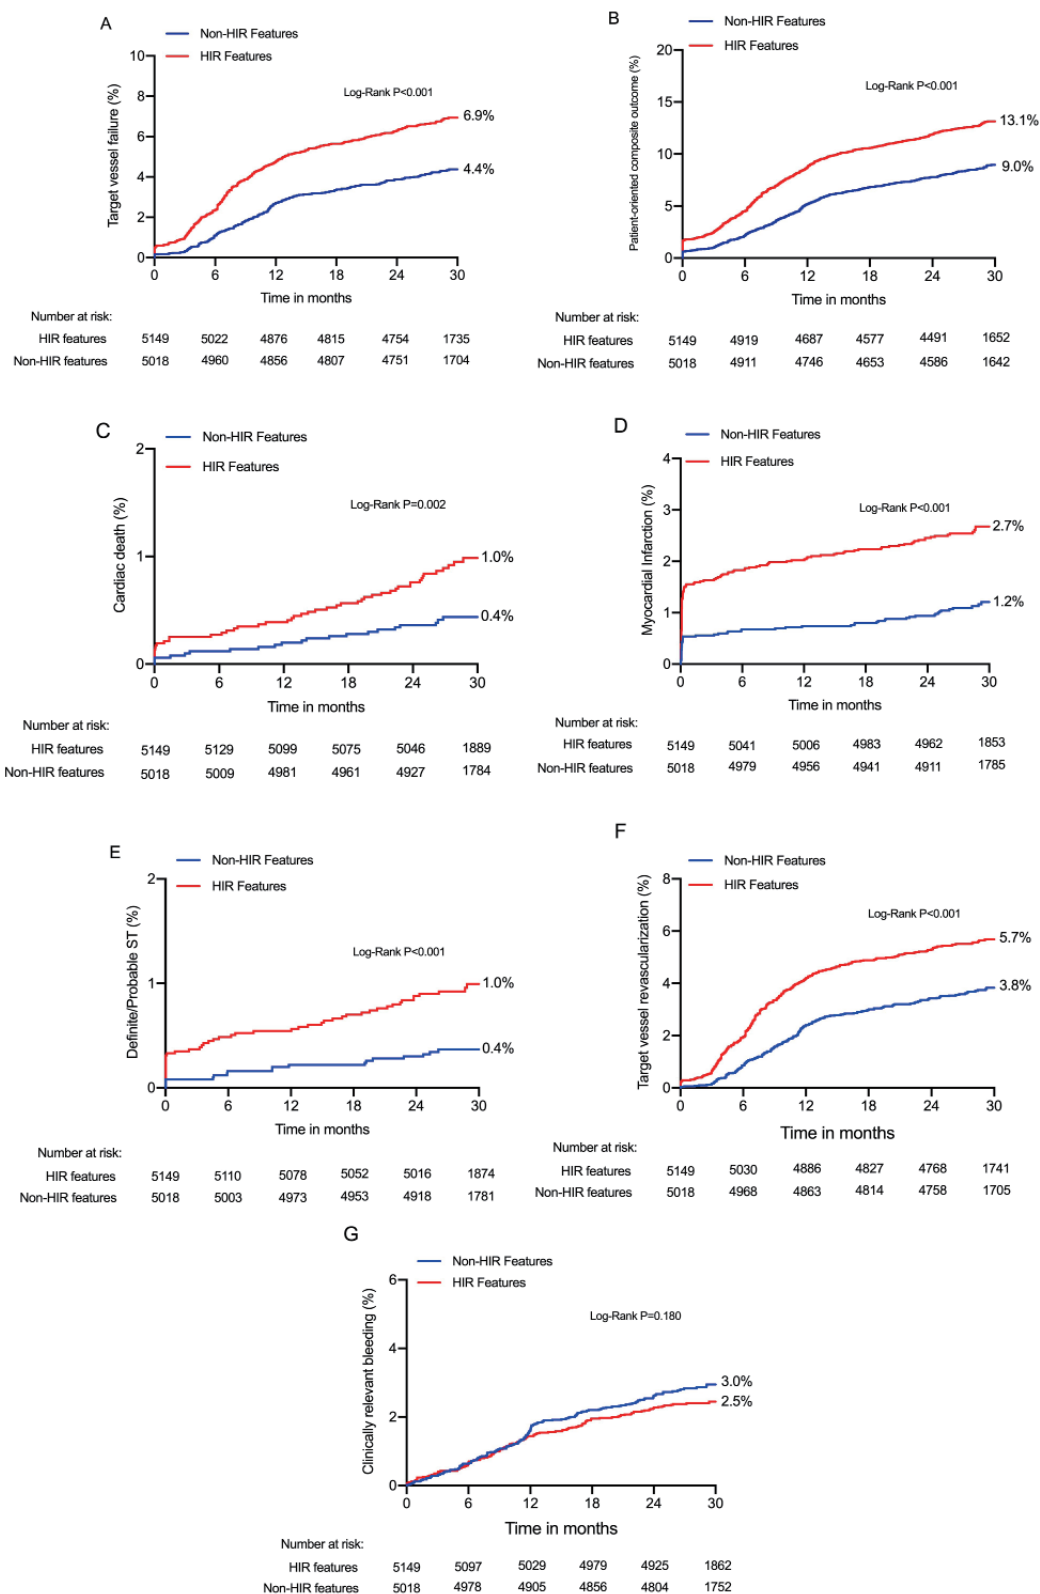 A
Non-HIR Features
HIR Features
Log-Rank P<0.001
Target vessel failure (%)
10
8
6
4
2
0
6.9%
4.4%
0 6 12 18 24 30
Time in months
Number at risk:
HIR features 5149 5022 4876 4815 4754 1735
Non-HIR features 5018 4960 4856 4807 4751 1704
B
Non-HIR Features
HIR Features
Log-Rank P<0.001
Patient-oriented composite outcome (%)
20
15
10
5
0
13.1%
9.0%
0 6 12 18 24 30
Time in months
Number at risk:
HIR features 5149 4919 4687 4577 4491 1652
Non-HIR features 5018 4911 4746 4653 4586 1642
C
Non-HIR Features
HIR Features
Log-Rank P=0.002
Cardiac death (%)
2
1
0
1.0%
0.4%
0 6 12 18 24 30
Time in months
Number at risk:
HIR features 5149 5129 5099 5075 5046 1889
Non-HIR features 5018 5009 4981 4961 4927 1784
D
Non-HIR Features
HIR Features
Log-Rank P<0.001
Myocardial Infarction (%)
4
3
2
1
0
2.7%
1.2%
0 6 12 18 24 30
Time in months
Number at risk:
HIR features 5149 5041 5006 4983 4962 1853
Non-HIR features 5018 4979 4956 4941 4911 1785
E
Non-HIR Features
HIR Features
Log-Rank P<0.001
Definite/Probable ST (%)
2
1
0
1.0%
0.4%
0 6 12 18 24 30
Time in months
Number at risk:
HIR features 5149 5110 5078 5052 5016 1874
Non-HIR features 5018 5003 4973 4953 4918 1781
F
Non-HIR Features
HIR Features
Log-Rank P<0.001
Target vessel revascularization (%)
8
6
4
2
0
5.7%
3.8%
0 6 12 18 24 30
Time in months
Number at risk:
HIR features 5149 5030 4886 4827 4768 1741
Non-HIR features 5018 4968 4863 4814 4758 1705
G
Non-HIR Features
HIR Features
Log-Rank P=0.180
Clinically relevant bleeding (%)
6
4
2
0
3.0%
2.5%
0 6 12 18 24 30
Time in months
Number at risk:
HIR features 5149 5097 5029 4979 4925 1862
Non-HIR features 5018 4978 4905 4856 4804 1752